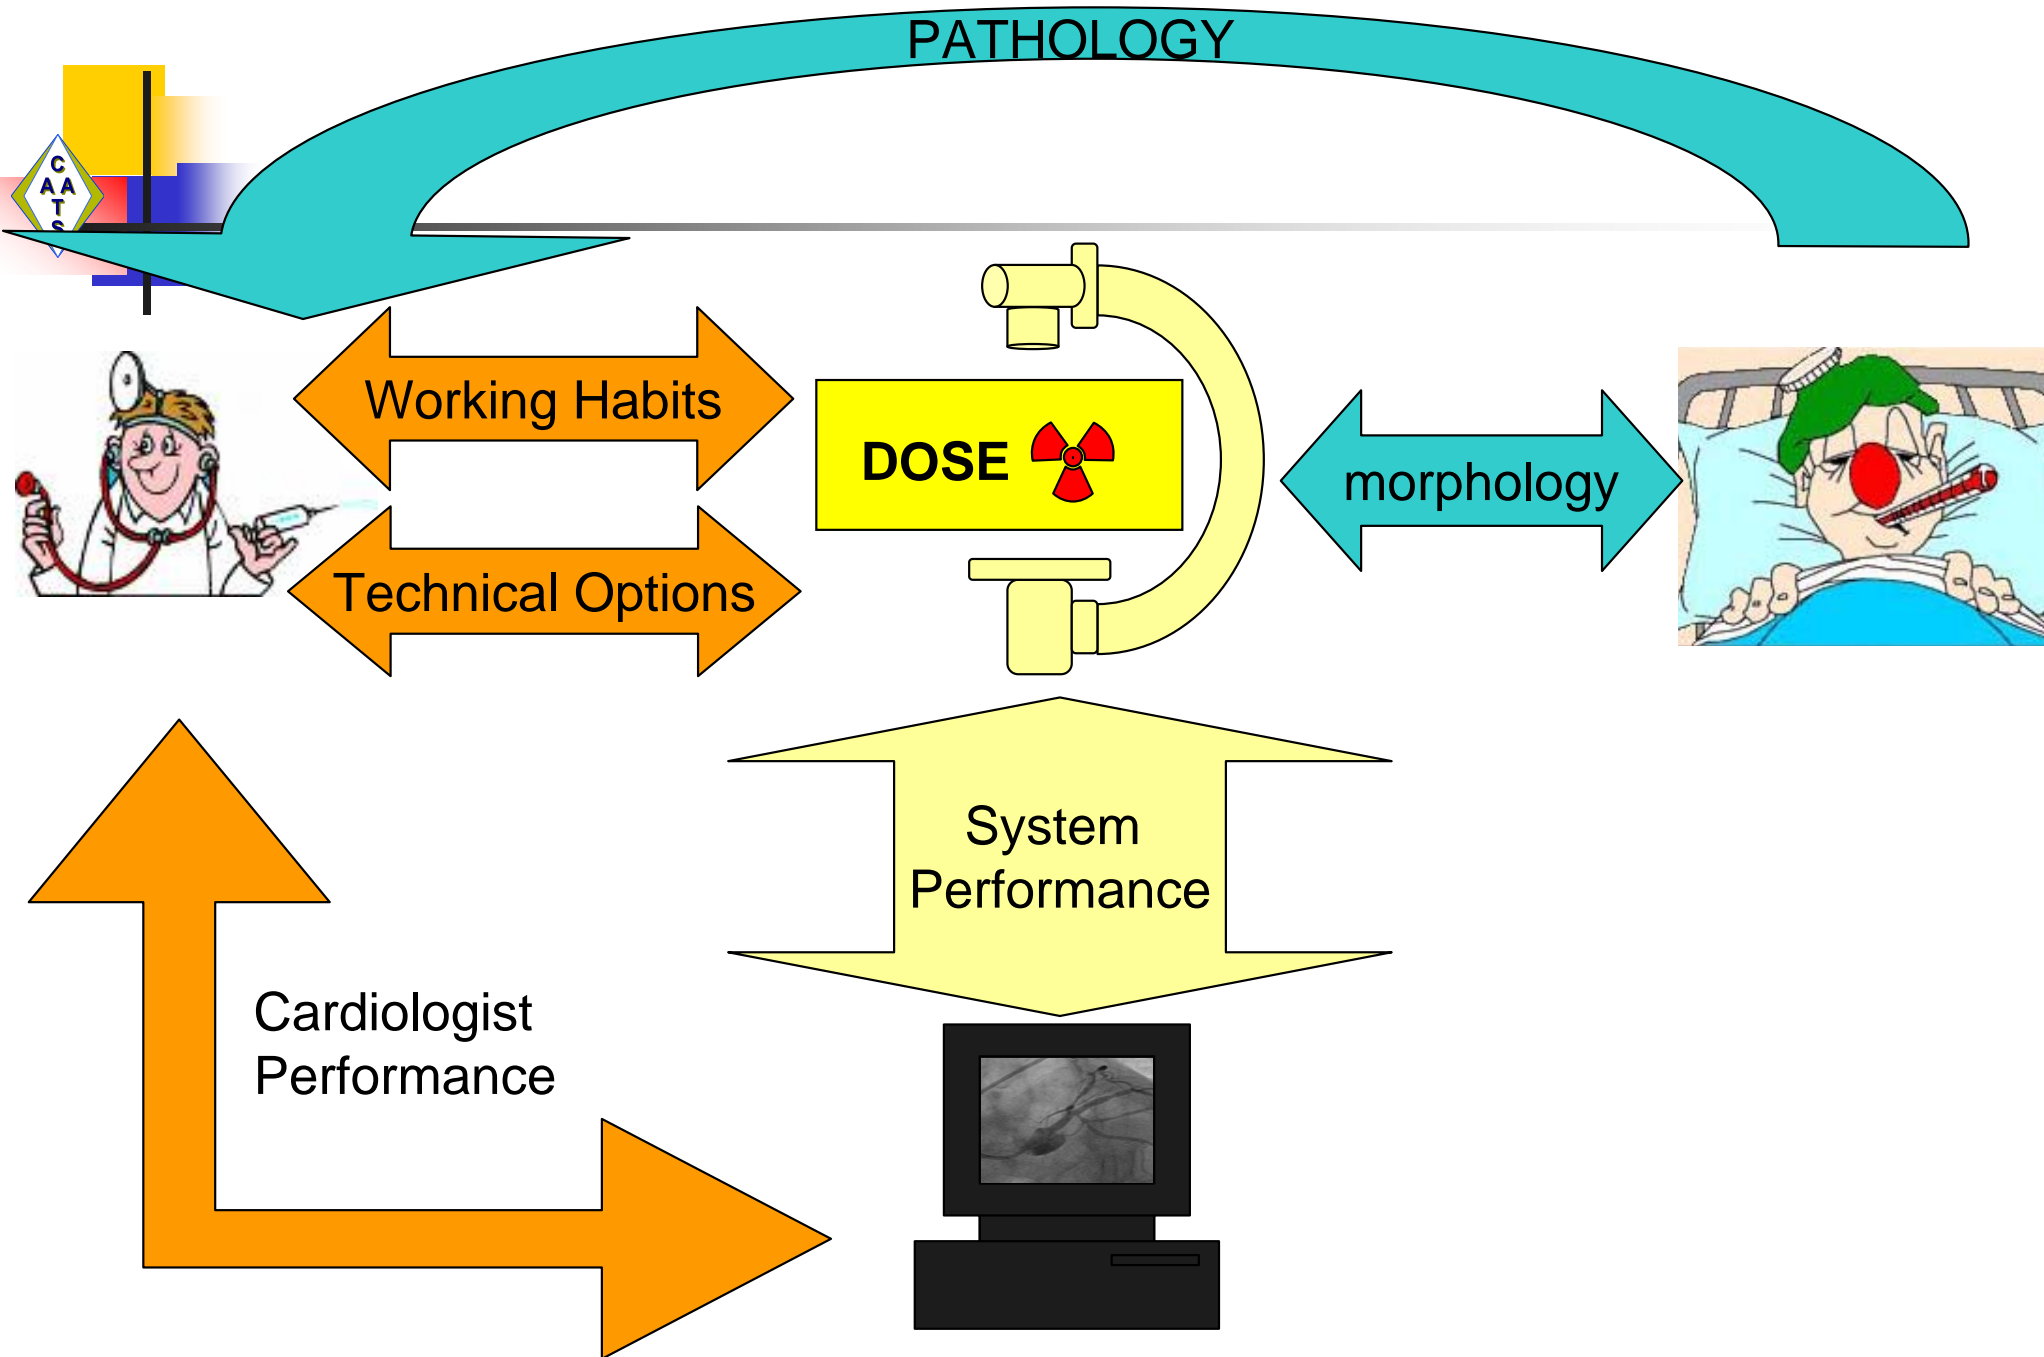 PATHOLOGY
C
A A
T
S
Working Habits
DOSE
morphology
Technical Options
System
Performance
Cardiologist
Performance